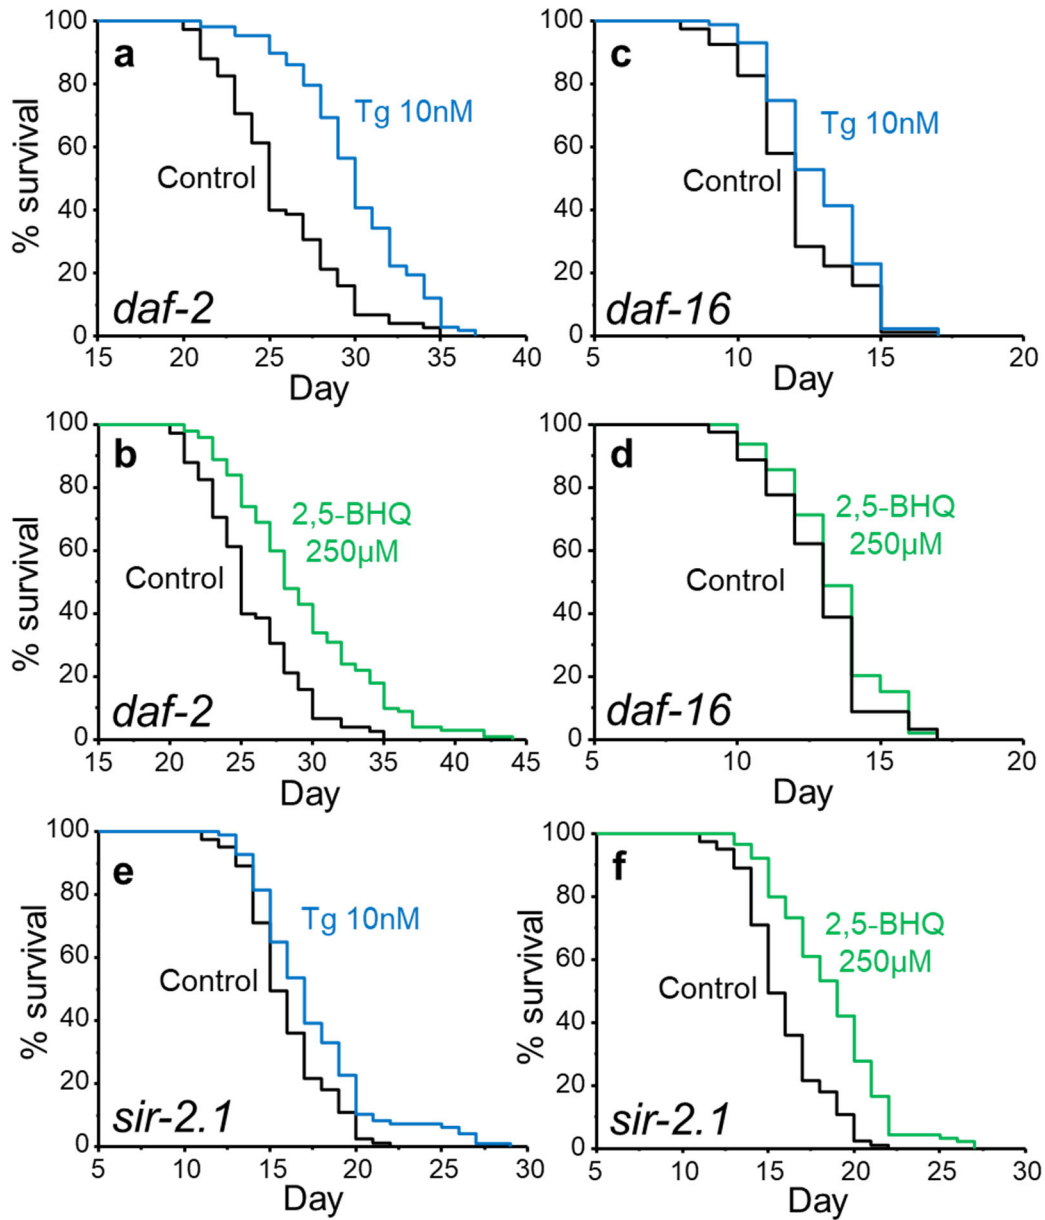 a
100
80
60
40
20
0
% survival
Tg 10nM
Control
daf-2
15 20 25 30 35 40
Day
c
100
80
60
40
20
0
Tg 10nM
Control
daf-16
5 10 15 20
Day
b
100
80
60
40
20
0
% survival
2,5-BHQ
250µM
Control
daf-2
15 20 25 30 35 40 45
Day
d
100
80
60
40
20
0
2,5-BHQ
250µM
Control
daf-16
5 10 15 20
Day
e
100
80
60
40
20
0
% survival
Tg 10nM
Control
sir-2.1
5 10 15 20 25 30
Day
f
100
80
60
40
20
0
% survival
2,5-BHQ
250µM
Control
sir-2.1
5 10 15 20 25 30
Day